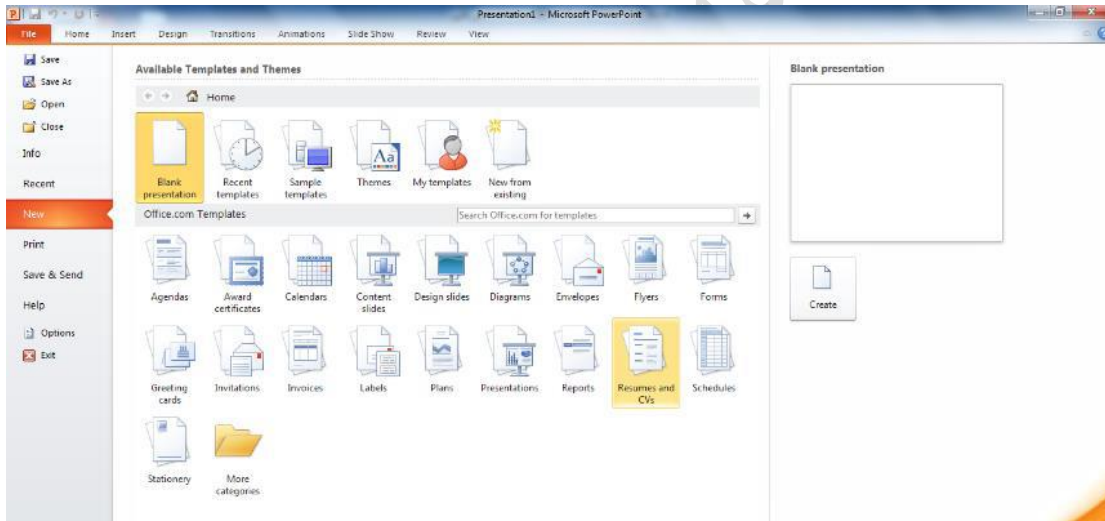 Presentation1 - Microsoft PowerPoint
File Home Insert Design Transitions Animations Slide Show Review View
Save
Save As
Open
Close
Info
Recent
New
Print
Save & Send
Help
Options
Exit
Available Templates and Themes
Home
Blank presentation
Recent templates
Sample templates
Themes
My templates
New from existing
Office.com Templates
Search Office.com for templates
Agendas
Award certificates
Calendars
Content slides
Design slides
Diagrams
Envelopes
Flyers
Forms
Greeting cards
Invitations
Invoices
Labels
Plans
Presentations
Reports
Resumes and CVs
Schedules
Stationery
More categories
Blank presentation
Create